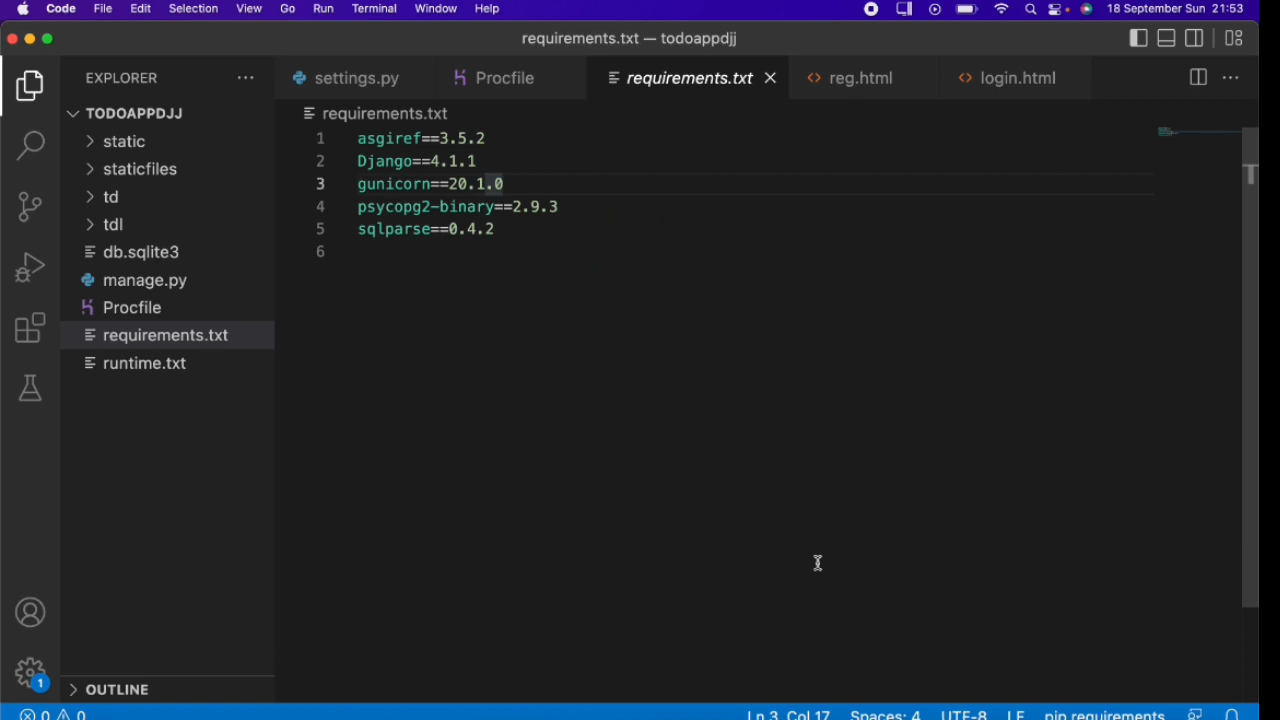 Code File Edit Selection View Go Run Terminal Window Help 18 September Sun 21:53
requirements.txt — todoappdjj
EXPLORER ···
settings.py Procfile requirements.txt reg.html login.html
TODOAPPDJJ
static
staticfiles
td
tdl
db.sqlite3
manage.py
Procfile
requirements.txt
runtime.txt
OUTLINE
requirements.txt
1 asgiref==3.5.2
2 Django==4.1.1
3 gunicorn==20.1.0
4 psycopg2-binary==2.9.3
5 sqlparse==0.4.2
6
1
0 0 Ln 3, Col 17 Spaces: 4 UTF-8 LF pip requirements